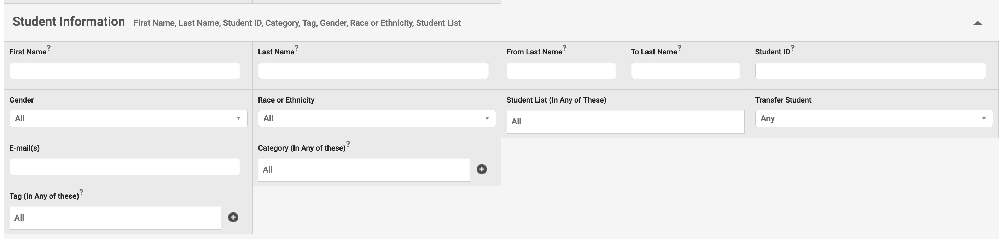 Student Information First Name, Last Name, Student ID, Category, Tag, Gender, Race or Ethnicity, Student List
First Name? Last Name? From Last Name? To Last Name? Student ID?
Gender Race or Ethnicity Student List (In Any of These) Transfer Student
All All All Any
E-mail(s) Category (In Any of these)?
All
Tag (In Any of these)?
All